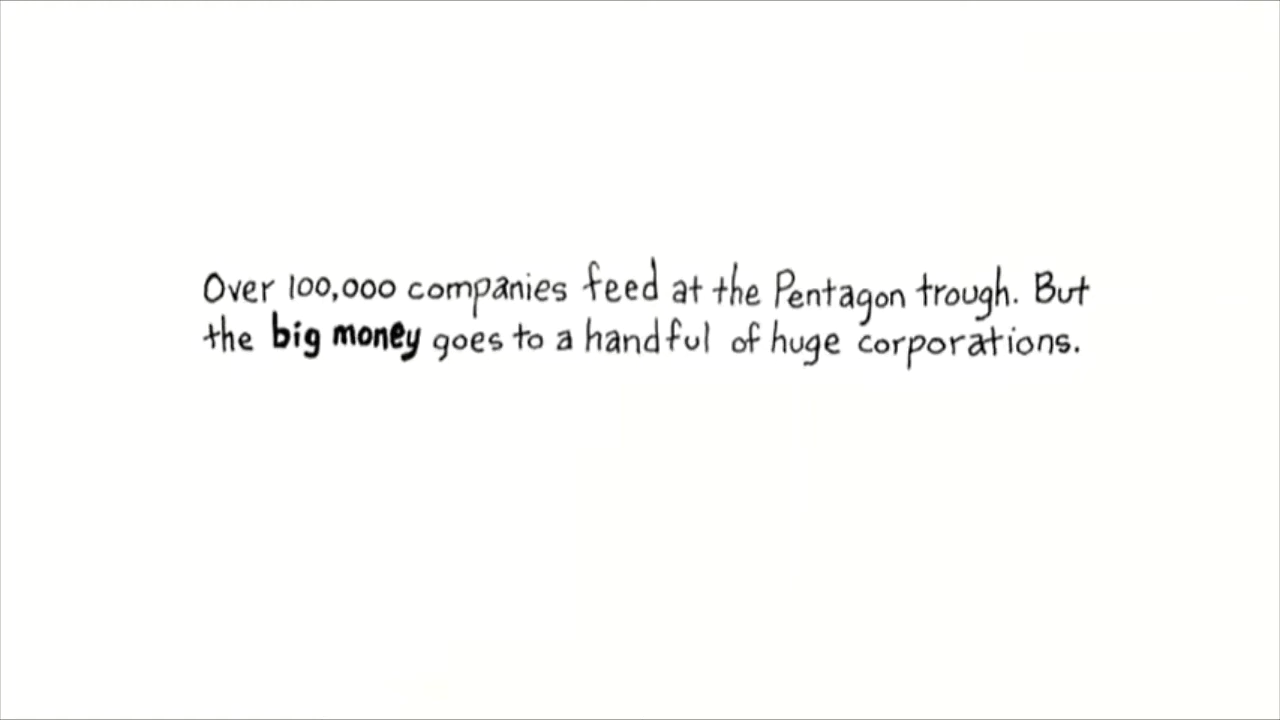 Over 100,000 companies feed at the Pentagon trough. But
the big money goes to a handful of huge corporations.